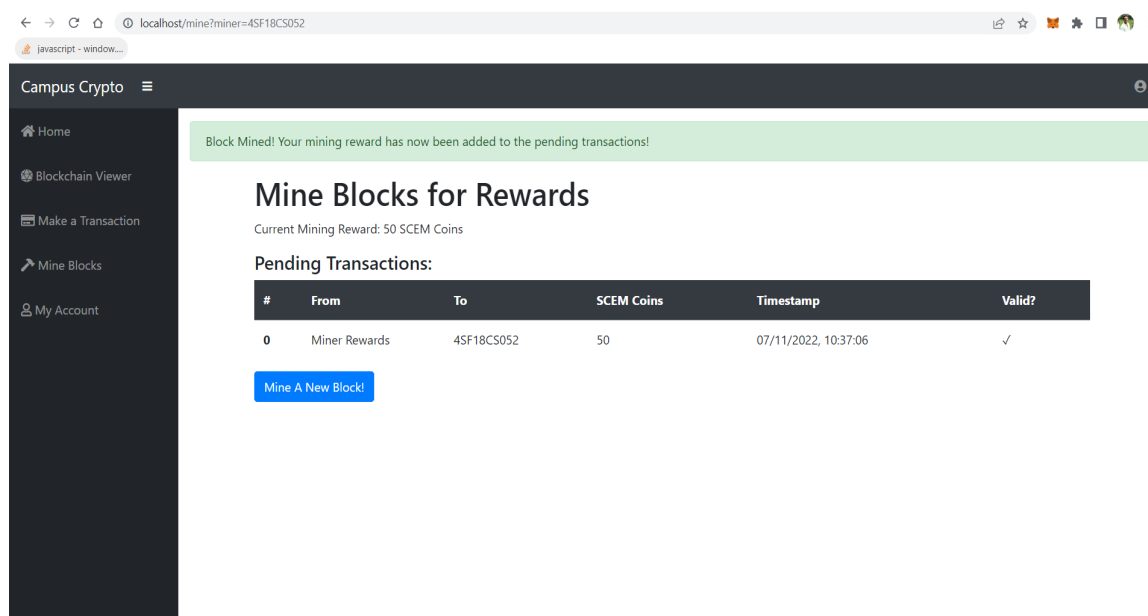 localhost/mine?miner=4SF18CS052
javascript - window....
Campus Crypto
Home
Blockchain Viewer
Make a Transaction
Mine Blocks
My Account
Block Mined! Your mining reward has now been added to the pending transactions!
Mine Blocks for Rewards
Current Mining Reward: 50 SCEM Coins
Pending Transactions:
# From To SCEM Coins Timestamp Valid?
0 Miner Rewards 4SF18CS052 50 07/11/2022, 10:37:06 ✓
Mine A New Block!